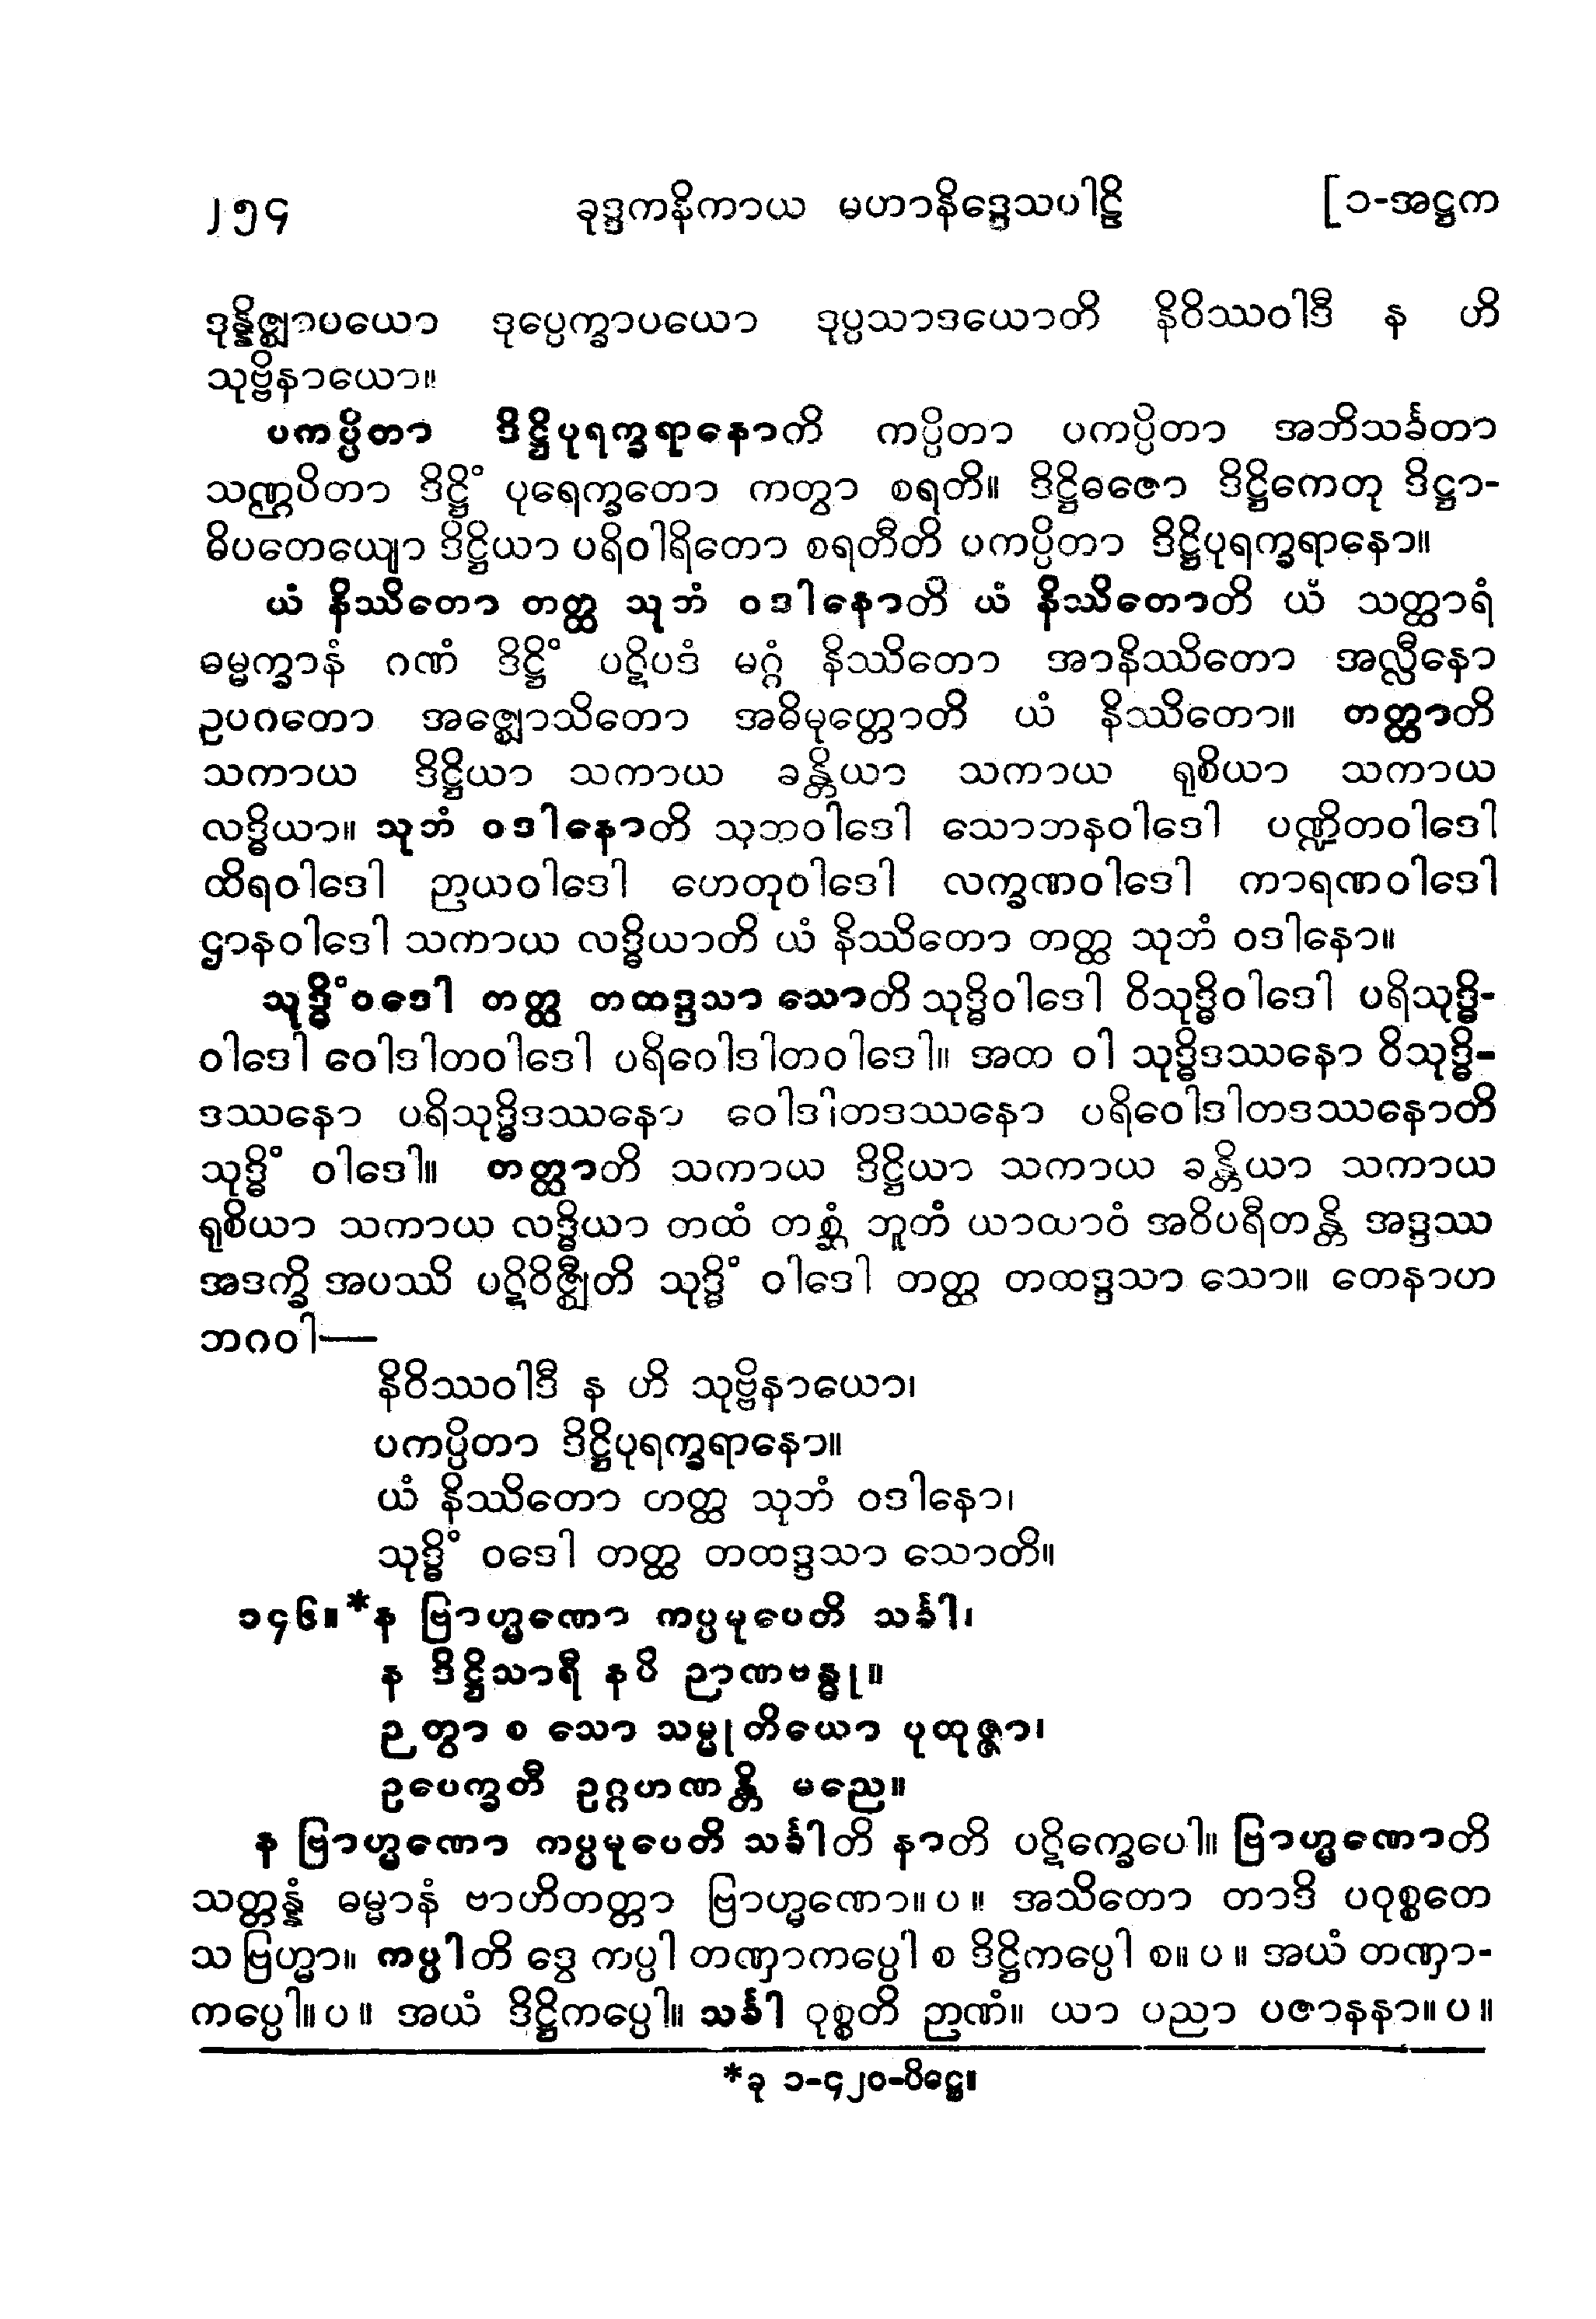 ၂၅၄ ခုဒ္ဒကနိကာယ မဟာနိဒ္ဒေသပါဠိ [၁-အဋ္ဌက
ဒုန္နိဇ္ဈာပယော ဒုပ္ပေက္ခာပယော ဒုပ္ပသာဒယောတိ နိဝိဿဝါဒီ န ဟိ
သုဗ္ဗိနာယော။
ပကပ္ပိတာ ဒိဋ္ဌိပုရက္ခရာနောတိ ကပ္ပိတာ ပကပ္ပိတာ အဘိသင်္ခတာ
သဏ္ဌပိတာ ဒိဋ္ဌိံ ပုရေက္ခတော ကတွာ စရတိ။ ဒိဋ္ဌိဓဇော ဒိဋ္ဌိကေတု ဒိဋ္ဌာ-
ဓိပတေယျော ဒိဋ္ဌိယာ ပရိဝါရိတော စရတီတိ ပကပ္ပိတာ ဒိဋ္ဌိပုရက္ခရာနော။
ယံ နိဿိတော တတ္ထ သုဘံ ဝဒါနောတိ ယံ နိဿိတောတိ ယံ သတ္ထာရံ
ဓမ္မက္ခာနံ ဂဏံ ဒိဋ္ဌိံ ပဋိပဒံ မဂ္ဂံ နိဿိတော အာနိဿိတော အလ္လီနော
ဥပဂတော အဇ္ဈောသိတော အဓိမုတ္တောတိ ယံ နိဿိတော။ တတ္ထာတိ
သကာယ ဒိဋ္ဌိယာ သကာယ ခန္တိယာ သကာယ ရုစိယာ သကာယ
လဒ္ဓိယာ။ သုဘံ ဝဒါနောတိ သုဘဝါဒေါ သောဘနဝါဒေါ ပဏ္ဍိတဝါဒေါ
ထိရဝါဒေါ ဉာယဝါဒေါ ဟေတုဝါဒေါ လက္ခဏဝါဒေါ ကာရဏဝါဒေါ
ဌာနဝါဒေါ သကာယ လဒ္ဓိယာတိ ယံ နိဿိတော တတ္ထ သုဘံ ဝဒါနော။
သုဒ္ဓိံဝဒေါ တတ္ထ တထဒ္ဒသာ သောတိ သုဒ္ဓိဝါဒေါ ဝိသုဒ္ဓိဝါဒေါ ပရိသုဒ္ဓိ-
ဝါဒေါ ဝေါဒါတဝါဒေါ ပရိဝေါဒါတဝါဒေါ။ အထ ဝါ သုဒ္ဓိဒဿနော ဝိသုဒ္ဓိ-
ဒဿနော ပရိသုဒ္ဓိဒဿနော ဝေါဒါတဒဿနော ပရိဝေါဒါတဒဿနောတိ
သုဒ္ဓိံ ဝါဒေါ။ တတ္ထာတိ သကာယ ဒိဋ္ဌိယာ သကာယ ခန္တိယာ သကာယ
ရုစိယာ သကာယ လဒ္ဓိယာ တထံ တစ္ဆံ ဘူတံ ယာထာဝံ အဝိပရီတန္တိ အဒ္ဒဿ
အဒက္ခိ အပဿိ ပဋိဝိဇ္ဈီတိ သုဒ္ဓိံ ဝါဒေါ တတ္ထ တထဒ္ဒသာ သော။ တေနာဟ
ဘဂဝါ—
နိဝိဿဝါဒီ န ဟိ သုဗ္ဗိနာယော၊
ပကပ္ပိတာ ဒိဋ္ဌိပုရက္ခရာနော။
ယံ နိဿိတော တတ္ထ သုဘံ ဝဒါနော၊
သုဒ္ဓိံ ဝဒေါ တတ္ထ တထဒ္ဒသာ သောတိ။
၁၄၆။*န ဗြာဟ္မဏော ကပ္ပမုပေတိ သင်္ခါ၊
န ဒိဋ္ဌိသာရီ နပိ ဉာဏဗန္ဓု။
ဉတွာ စ သော သမ္မုတိယော ပုထုဇ္ဇာ၊
ဥပေက္ခတီ ဥဂ္ဂဟဏန္တိ မညေ။
န ဗြာဟ္မဏော ကပ္ပမုပေတိ သင်္ခါတိ နာတိ ပဋိက္ခေပေါ။ ဗြာဟ္မဏောတိ
သတ္တန္နံ ဓမ္မာနံ ဗာဟိတတ္တာ ဗြာဟ္မဏော။ ပ ။ အသိတော တာဒိ ပဝုစ္စတေ
သ ဗြဟ္မာ။ ကပ္ပါတိ ဒွေ ကပ္ပါ တဏှာကပ္ပေါ စ ဒိဋ္ဌိကပ္ပေါ စ။ ပ ။ အယံ တဏှာ-
ကပ္ပေါ။ ပ ။ အယံ ဒိဋ္ဌိကပ္ပေါ။ သင်္ခါ ဝုစ္စတိ ဉာဏံ။ ယာ ပညာ ပဇာနနာ။ ပ ။
*ခု ၁-၄၂၀-ပိဋ္ဌေ။